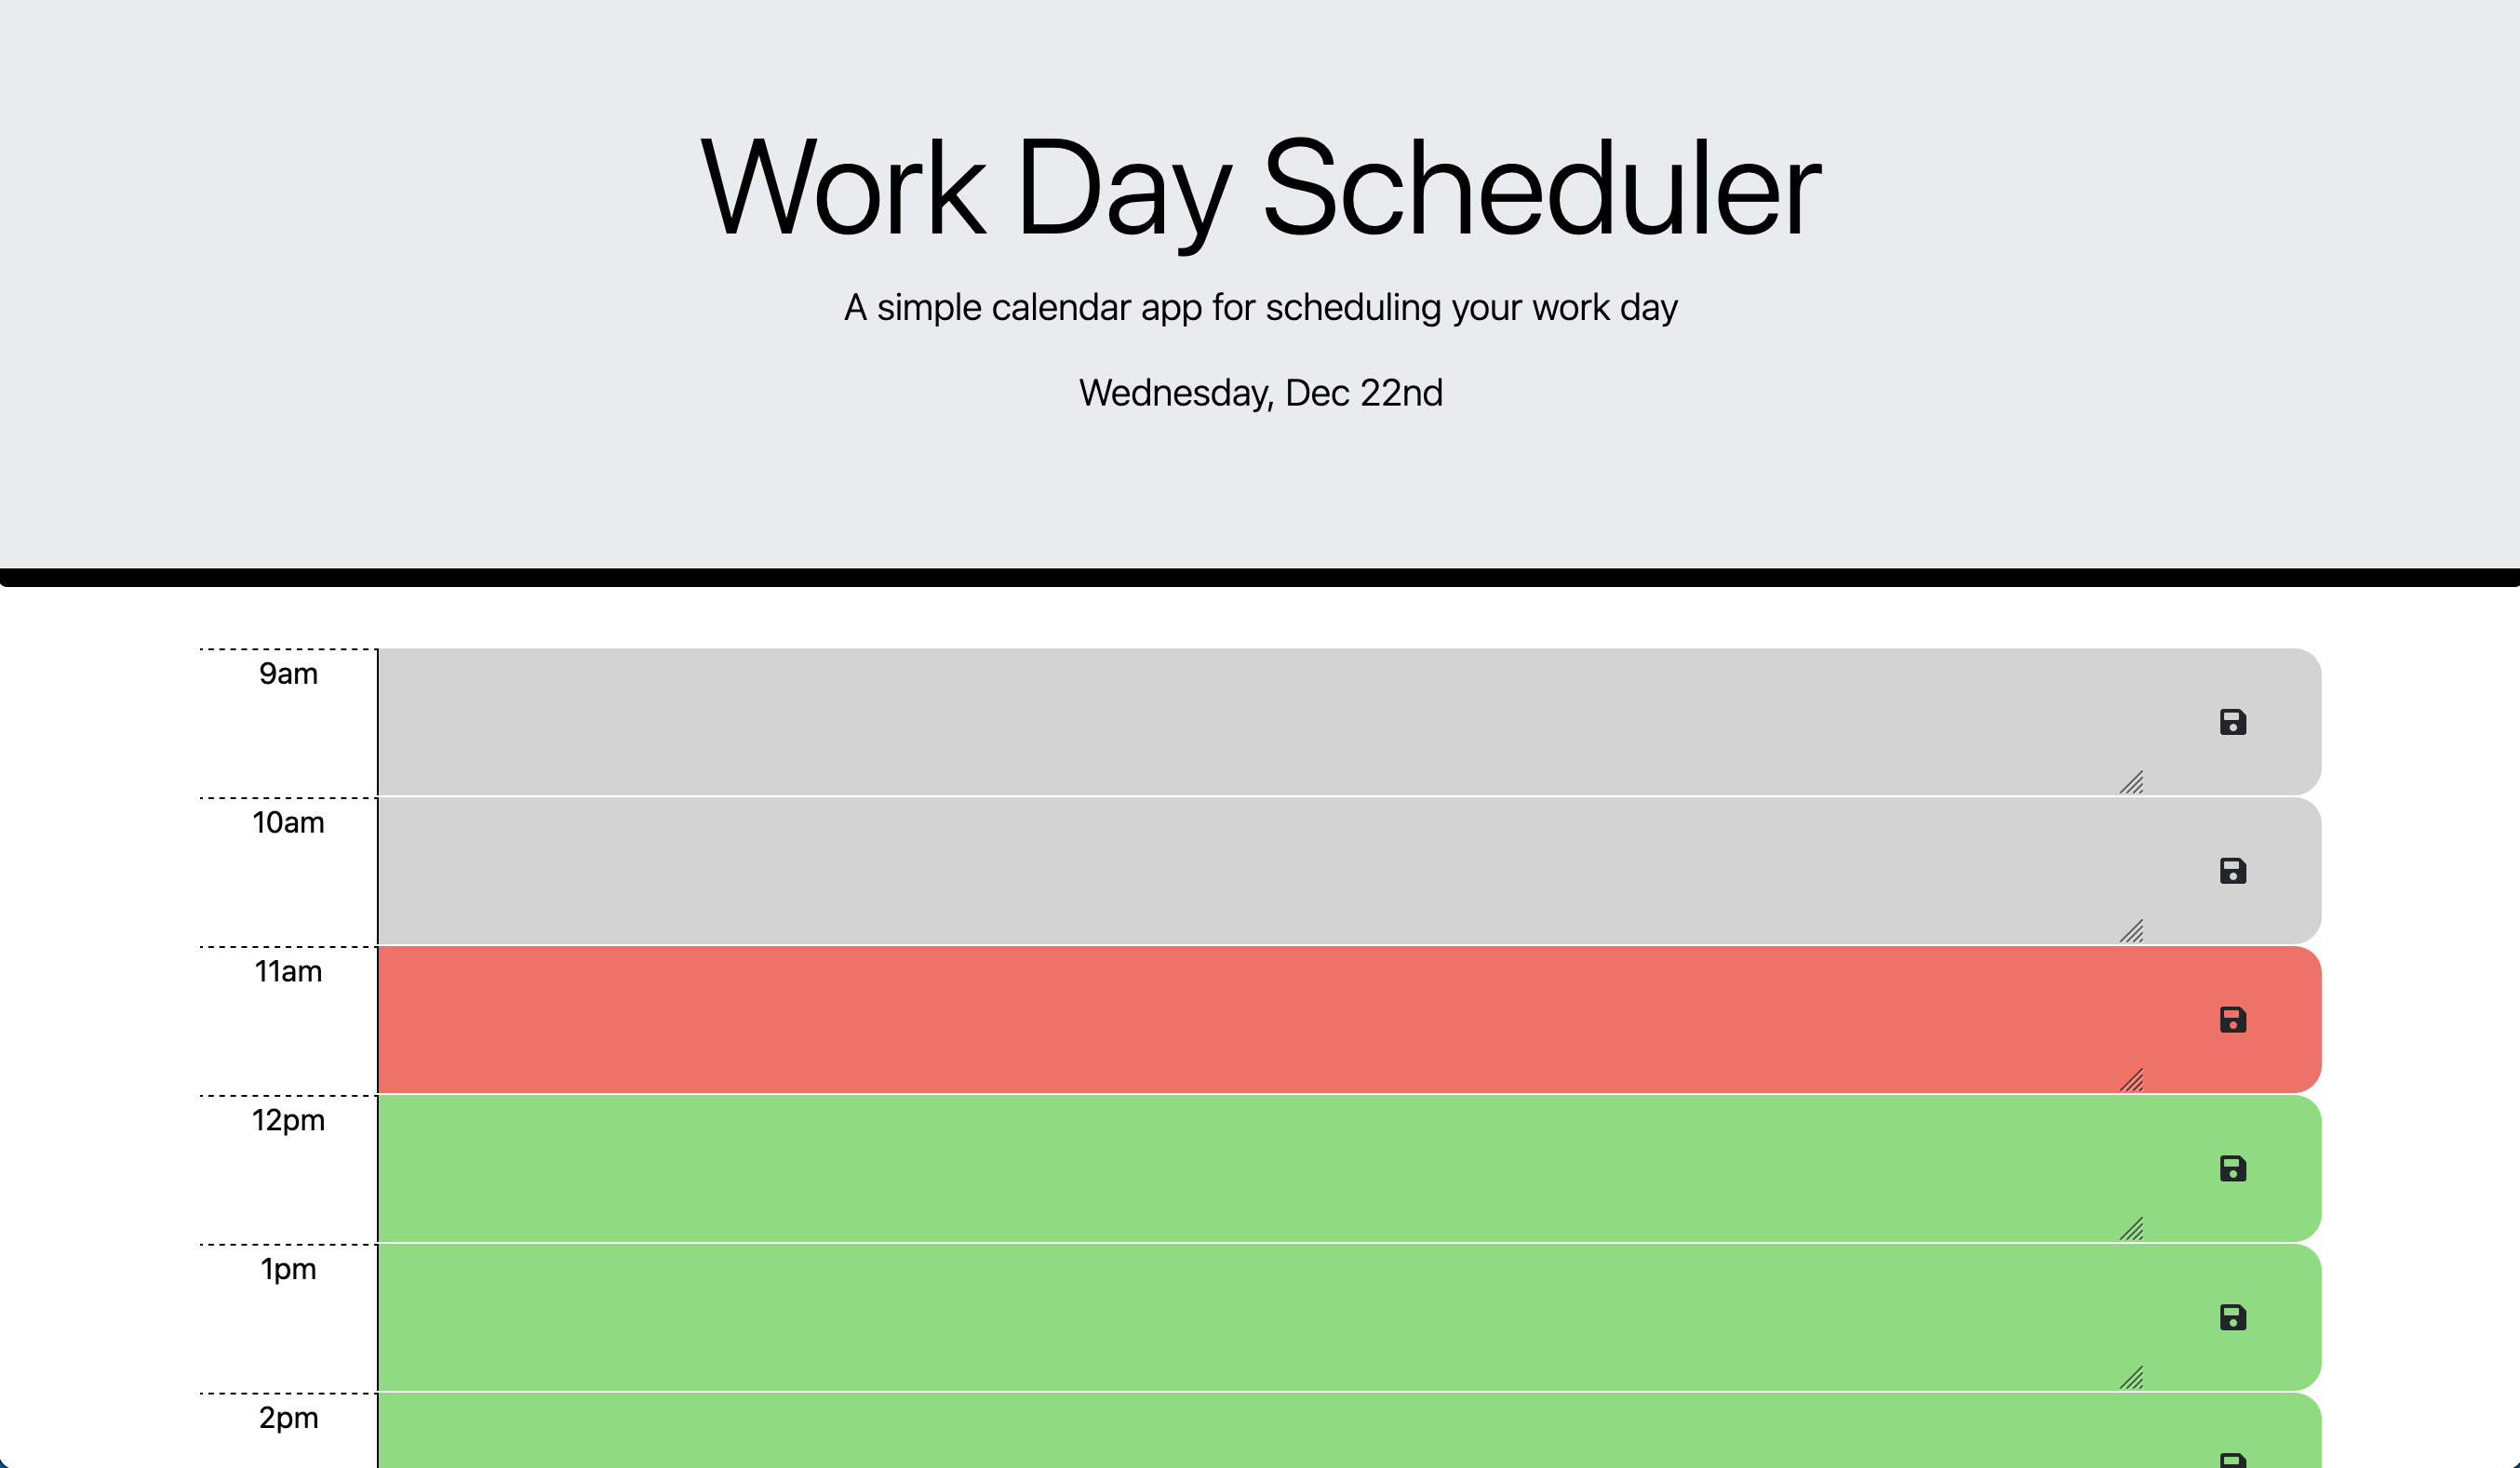 Work Day Scheduler
A simple calendar app for scheduling your work day
Wednesday, Dec 22nd
9am
10am
11am
12pm
1pm
2pm